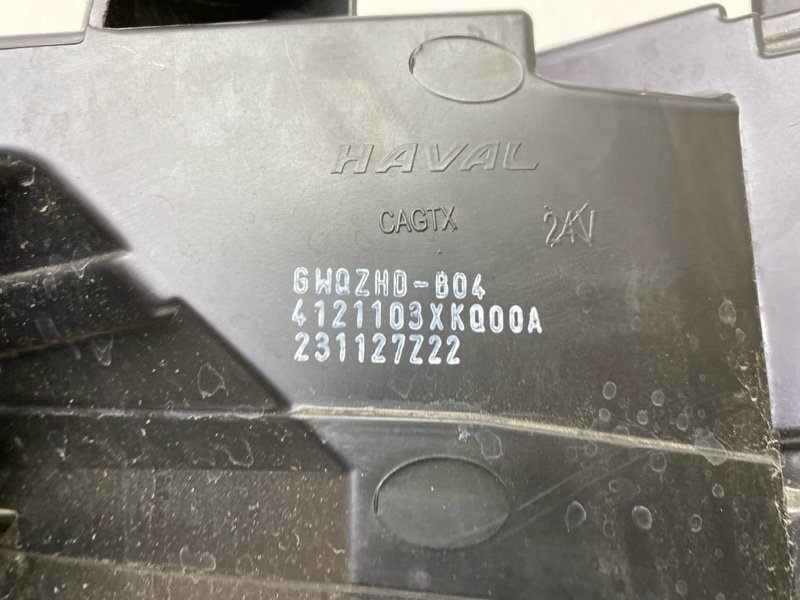 HAVAL
CAGTX 24V
GWQZHD-B04
4121103XKQ00A
231127Z22